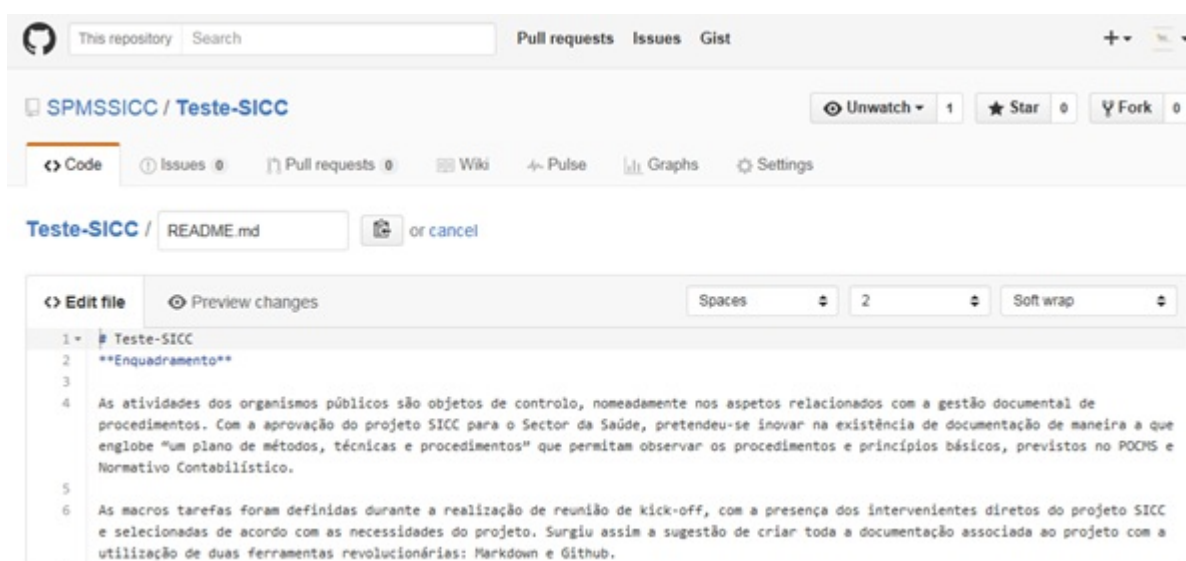 This repository Search Pull requests Issues Gist
SPMSSICC / Teste-SICC Unwatch 1 Star 0 Fork 0
Code Issues 0 Pull requests 0 Wiki Pulse Graphs Settings
Teste-SICC / README.md or cancel
Edit file Preview changes Spaces 2 Soft wrap
1 # Teste-SICC
2 **Enquadramento**
3
4 As atividades dos organismos públicos são objetos de controlo, nomeadamente nos aspetos relacionados com a gestão documental de
procedimentos. Com a aprovação do projeto SICC para o Sector da Saúde, pretendeu-se inovar na existência de documentação de maneira a que
englobe "um plano de métodos, técnicas e procedimentos" que permitam observar os procedimentos e princípios básicos, previstos no POCMS e
Normativo Contabilístico.
5
6 As macros tarefas foram definidas durante a realização de reunião de kick-off, com a presença dos intervenientes diretos do projeto SICC
e selecionadas de acordo com as necessidades do projeto. Surgiu assim a sugestão de criar toda a documentação associada ao projeto com a
utilização de duas ferramentas revolucionárias: Markdown e Github.